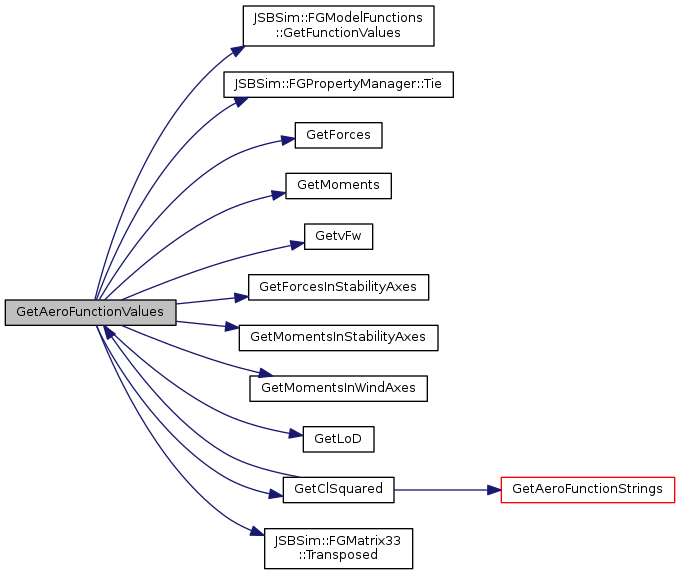 JSBSim::FGModelFunctions
::GetFunctionValues
JSBSim::FGPropertyManager::Tie
GetForces
GetMoments
GetvFw
GetForcesInStabilityAxes
GetAeroFunctionValues
GetMomentsInStabilityAxes
GetMomentsInWindAxes
GetLoD
GetClSquared
GetAeroFunctionStrings
JSBSim::FGMatrix33
::Transposed